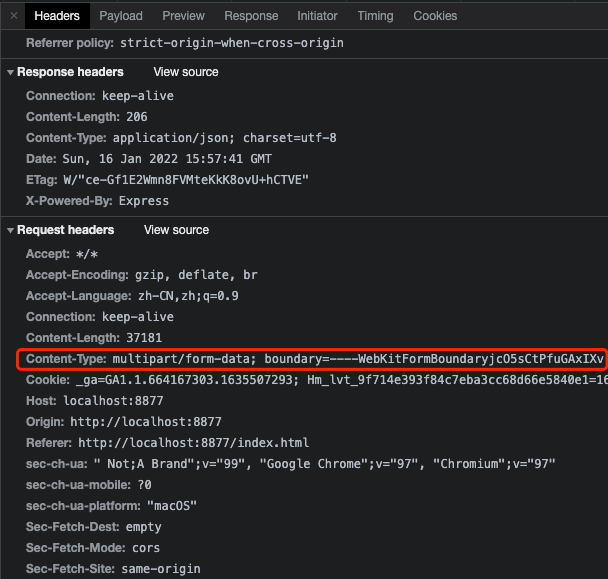 × Headers Payload Preview Response Initiator Timing Cookies
Referrer policy: strict-origin-when-cross-origin
Response headers View source
Connection: keep-alive
Content-Length: 206
Content-Type: application/json; charset=utf-8
Date: Sun, 16 Jan 2022 15:57:41 GMT
ETag: W/"ce-Gf1E2Wmn8FVMteKkK8ovU+hCTVE"
X-Powered-By: Express
Request headers View source
Accept: */*
Accept-Encoding: gzip, deflate, br
Accept-Language: zh-CN,zh;q=0.9
Connection: keep-alive
Content-Length: 37181
Content-Type: multipart/form-data; boundary=----WebKitFormBoundaryjcO5sCtPfuGAxIXv
Cookie: _ga=GA1.1.664167303.1635507293; Hm_lvt_9f714e393f84c7eba3cc68d66e5840e1=16
Host: localhost:8877
Origin: http://localhost:8877
Referer: http://localhost:8877/index.html
sec-ch-ua: " Not;A Brand";v="99", "Google Chrome";v="97", "Chromium";v="97"
sec-ch-ua-mobile: ?0
sec-ch-ua-platform: "macOS"
Sec-Fetch-Dest: empty
Sec-Fetch-Mode: cors
Sec-Fetch-Site: same-origin